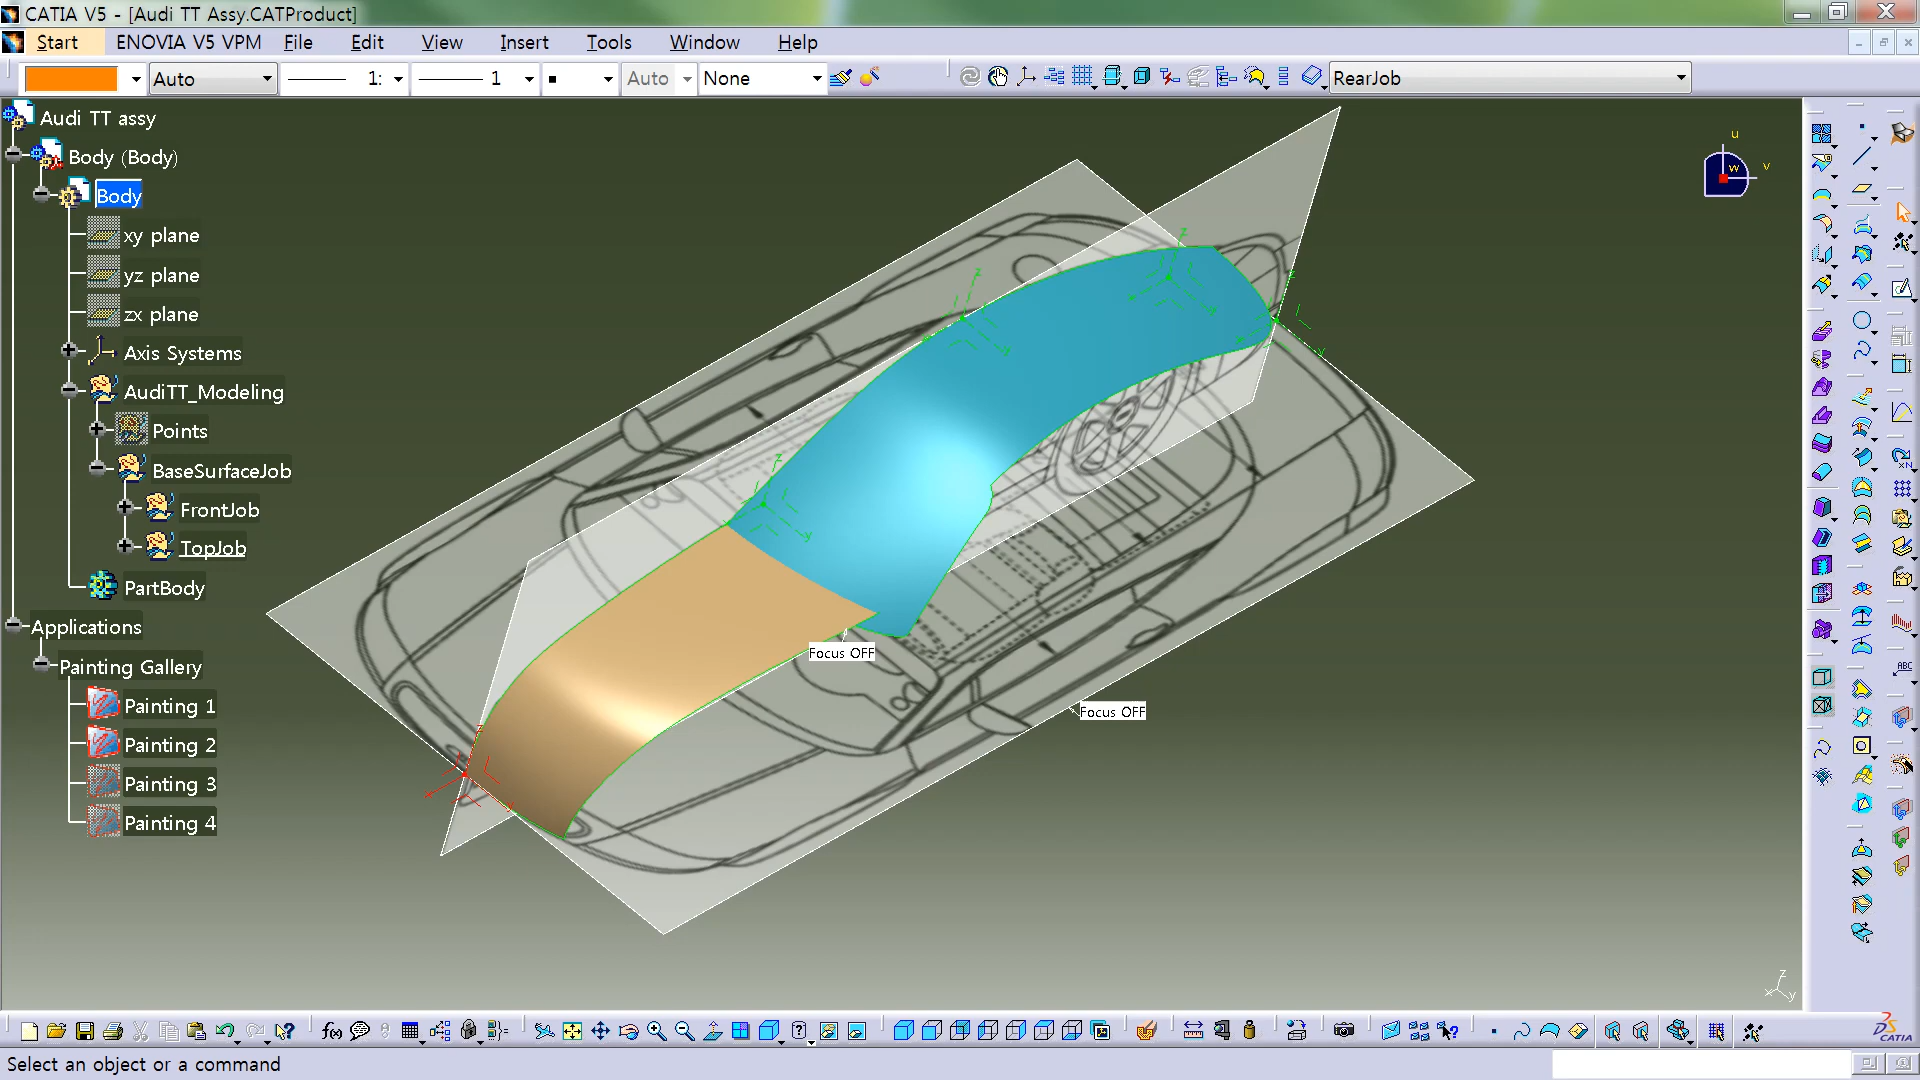 CATIA V5 - [Audi TT Assy.CATProduct]
Start ENOVIA V5 VPM File Edit View Insert Tools Window Help
Auto 1: 1 Auto None RearJob
Audi TT assy
Body (Body)
Body
xy plane
yz plane
zx plane
Axis Systems
AudiTT_Modeling
Points
BaseSurfaceJob
FrontJob
TopJob
PartBody
Applications
Painting Gallery
Painting 1
Painting 2
Painting 3
Painting 4
u
v
w
z
y
z
y
z
z
y
z
y
Focus OFF
Focus OFF
ABC
z
x y
f(x)
CATIA
Select an object or a command